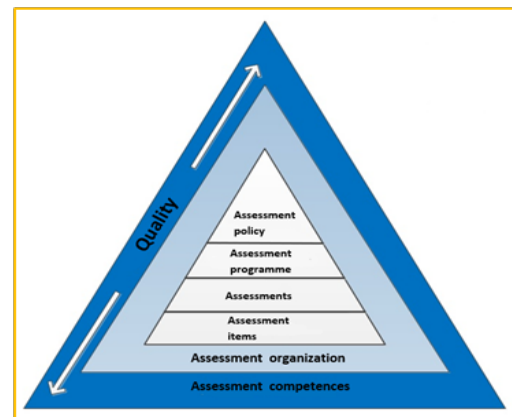 Quality
Assessment
policy
Assessment
programme
Assessments
Assessment
items
Assessment organization
Assessment competences